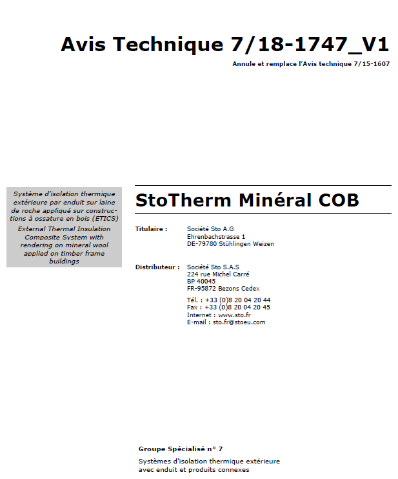 Avis Technique 7/18-1747_V1
Annule et remplace l'Avis technique 7/15-1607
Système d'isolation thermique
extérieure par enduit sur laine
de roche appliqué sur construc-
tions à ossature en bois (ETICS)
External Thermal Insulation
Composite System with
rendering on mineral wool
applied on timber frame
buildings
StoTherm Minéral COB
Titulaire : Société Sto A.G
Ehrenbachstrasse 1
DE-79780 Stühlingen Weizen
Distributeur : Société Sto S.A.S
224 rue Michel Carré
BP 40045
FR-95872 Bezons Cedex
Tél. : +33 (0)8 20 04 20 44
Fax : +33 (0)8 20 04 20 45
Internet : www.sto.fr
E-mail : sto.fr@stoeu.com
Groupe Spécialisé n° 7
Systèmes d'isolation thermique extérieure
avec enduit et produits connexes